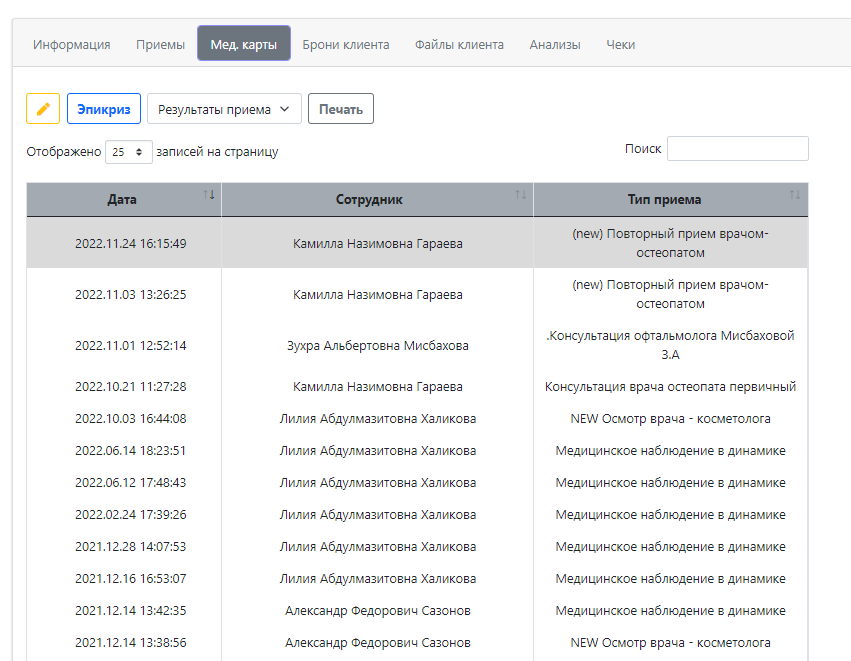 Информация Приемы Мед. карты Брони клиента Файлы клиента Анализы Чеки
Эпикриз Результаты приема Печать
Отображено 25 записей на страницу Поиск
Дата Сотрудник Тип приема
2022.11.24 16:15:49 Камилла Назимовна Гараева (new) Повторный прием врачом-
остеопатом
2022.11.03 13:26:25 Камилла Назимовна Гараева (new) Повторный прием врачом-
остеопатом
2022.11.01 12:52:14 Зухра Альбертовна Мисбахова .Консультация офтальмолога Мисбаховой
З.А
2022.10.21 11:27:28 Камилла Назимовна Гараева Консультация врача остеопата первичный
2022.10.03 16:44:08 Лилия Абдулмазитовна Халикова NEW Осмотр врача - косметолога
2022.06.14 18:23:51 Лилия Абдулмазитовна Халикова Медицинское наблюдение в динамике
2022.06.12 17:48:43 Лилия Абдулмазитовна Халикова Медицинское наблюдение в динамике
2022.02.24 17:39:26 Лилия Абдулмазитовна Халикова Медицинское наблюдение в динамике
2021.12.28 14:07:53 Лилия Абдулмазитовна Халикова Медицинское наблюдение в динамике
2021.12.16 16:53:07 Лилия Абдулмазитовна Халикова Медицинское наблюдение в динамике
2021.12.14 13:42:35 Александр Федорович Сазонов Медицинское наблюдение в динамике
2021.12.14 13:38:56 Александр Федорович Сазонов NEW Осмотр врача - косметолога